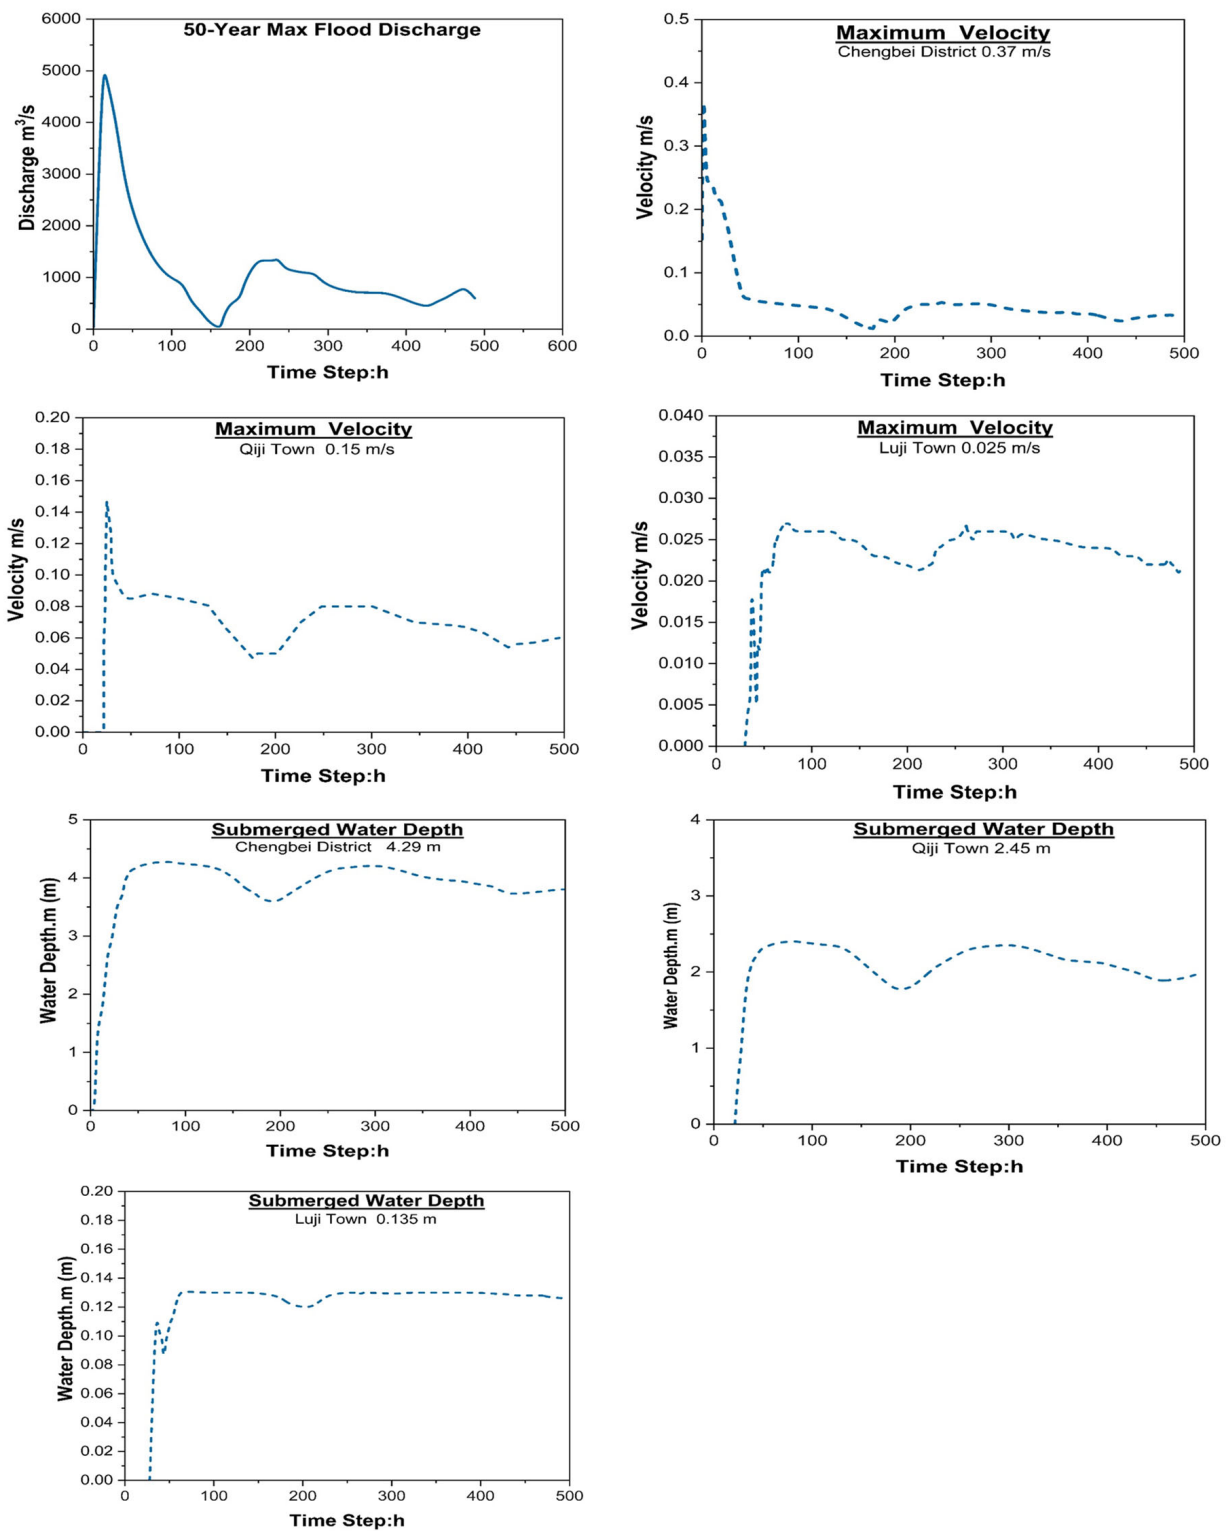 50-Year Max Flood Discharge
6000
5000
4000
3000
2000
1000
0
Discharge m³/s
0 100 200 300 400 500 600
Time Step:h
Maximum Velocity
Chengbei District 0.37 m/s
0.5
0.4
0.3
0.2
0.1
0.0
Velocity m/s
0 100 200 300 400 500
Time Step:h
Maximum Velocity
Qiji Town 0.15 m/s
0.20
0.18
0.16
0.14
0.12
0.10
0.08
0.06
0.04
0.02
0.00
Velocity m/s
0 100 200 300 400 500
Time Step:h
Maximum Velocity
Luji Town 0.025 m/s
0.040
0.035
0.030
0.025
0.020
0.015
0.010
0.005
0.000
Velocity m/s
0 100 200 300 400 500
Time Step:h
Submerged Water Depth
Chengbei District 4.29 m
5
4
3
2
1
0
Water Depth.m (m)
0 100 200 300 400 500
Time Step:h
Submerged Water Depth
Qiji Town 2.45 m
4
3
2
1
0
Water Depth.m (m)
0 100 200 300 400 500
Time Step:h
Submerged Water Depth
Luji Town 0.135 m
0.20
0.18
0.16
0.14
0.12
0.10
0.08
0.06
0.04
0.02
0.00
Water Depth.m (m)
0 100 200 300 400 500
Time Step:h